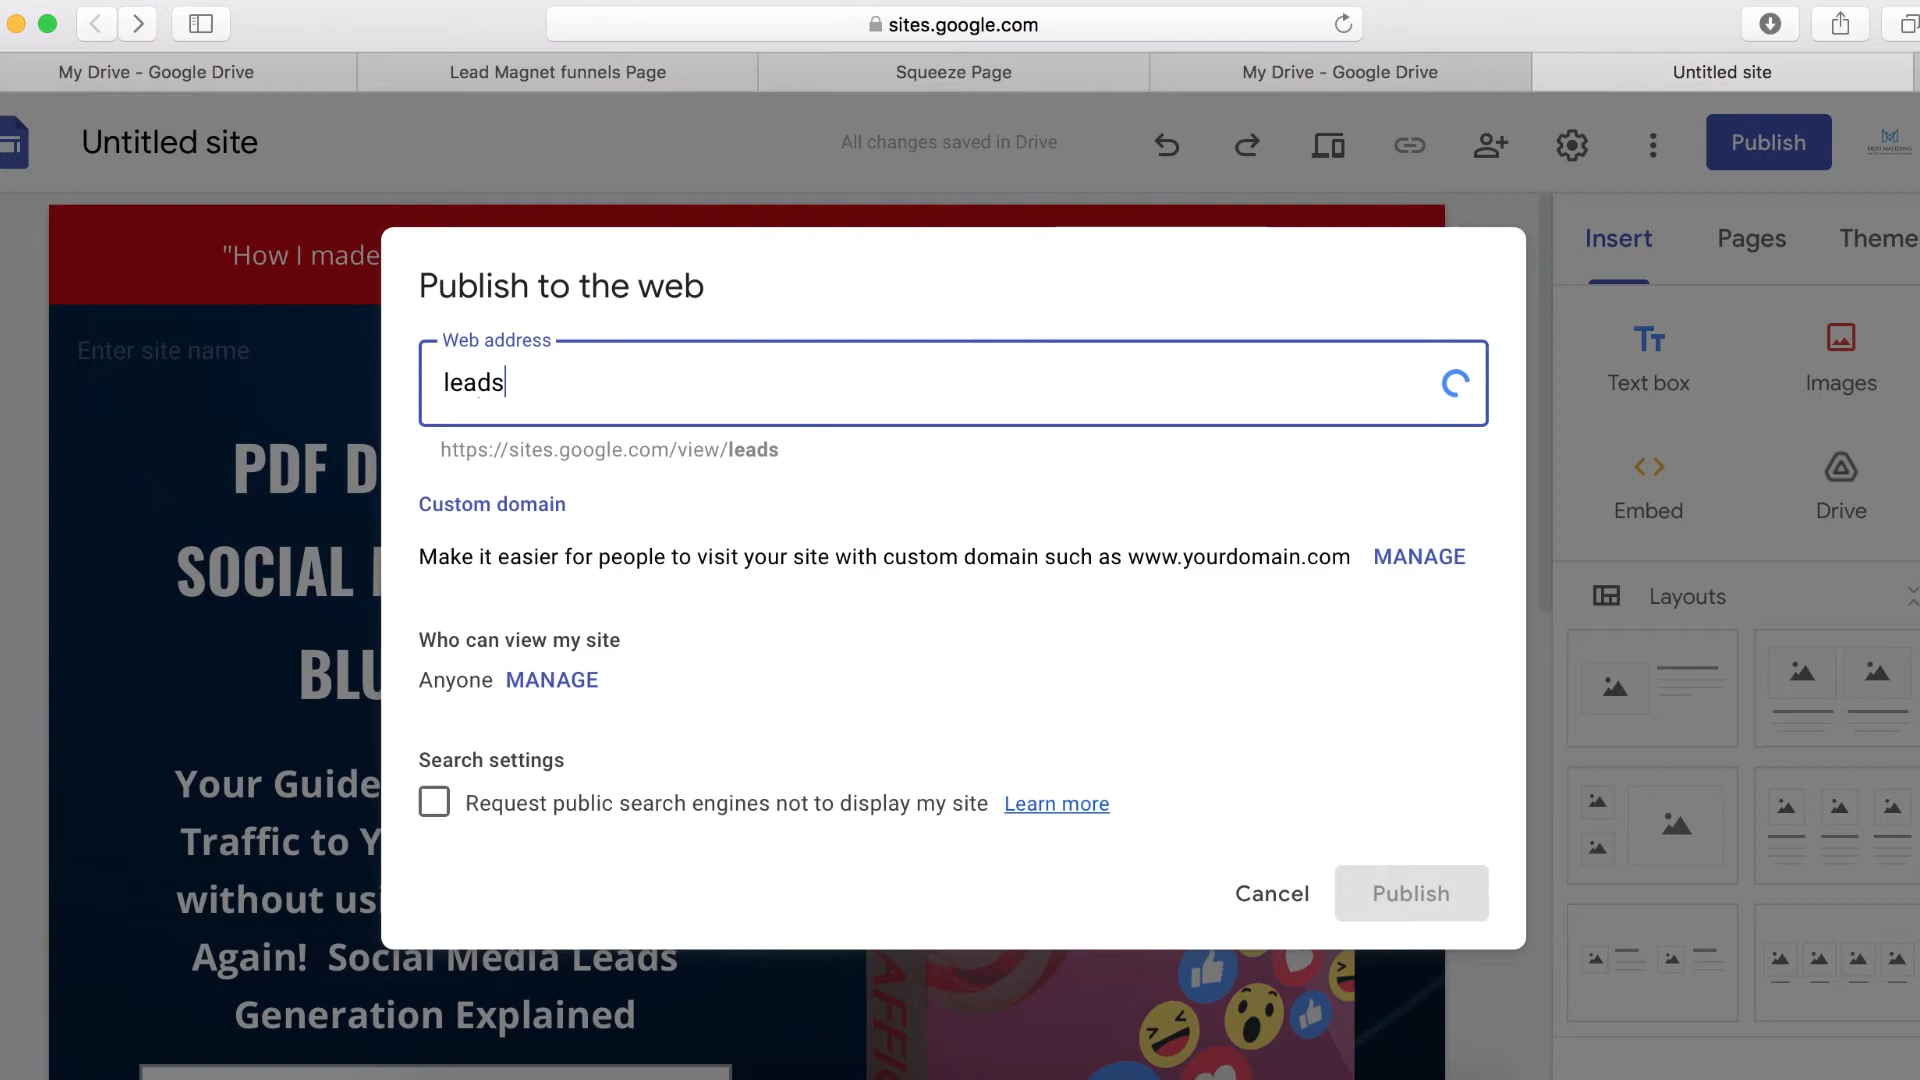 sites.google.com
My Drive - Google Drive
Lead Magnet funnels Page
Squeeze Page
My Drive - Google Drive
Untitled site
Untitled site
All changes saved in Drive
Publish
"How I made
Enter site name
PDF D
SOCIAL
BLU
Your Guide
Traffic to Y
without usi
Again! Social Media Leads
Generation Explained
Publish to the web
Web address
leads
https://sites.google.com/view/leads
Custom domain
Make it easier for people to visit your site with custom domain such as www.yourdomain.com MANAGE
Who can view my site
Anyone MANAGE
Search settings
Request public search engines not to display my site Learn more
Cancel
Publish
Insert
Pages
Theme
Text box
Images
Embed
Drive
Layouts